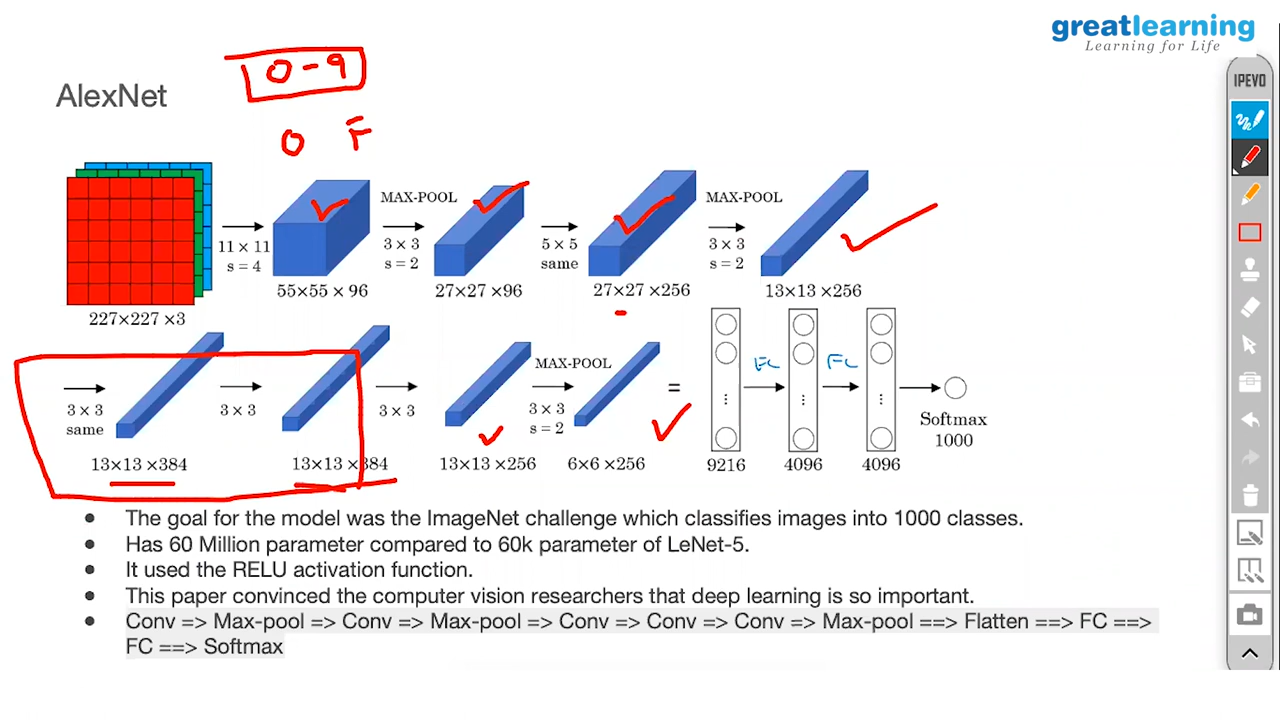 greatlearning
Learning for Life
IPEVO
AlexNet
0-9
O F
MAX-POOL
MAX-POOL
11 × 11
s = 4
3 × 3
s = 2
5 × 5
same
3 × 3
s = 2
55×55 × 96
27×27 ×96
27×27 ×256
13×13 ×256
227×227 ×3
MAX-POOL
FC
FC
=
3 × 3
same
3 × 3
3 × 3
3 × 3
s = 2
Softmax
1000
13×13 ×384
13×13 ×384
13×13 ×256
6×6 ×256
9216
4096
4096
• The goal for the model was the ImageNet challenge which classifies images into 1000 classes.
• Has 60 Million parameter compared to 60k parameter of LeNet-5.
• It used the RELU activation function.
• This paper convinced the computer vision researchers that deep learning is so important.
• Conv => Max-pool => Conv => Max-pool => Conv => Conv => Conv => Max-pool ==> Flatten ==> FC ==>
FC ==> Softmax